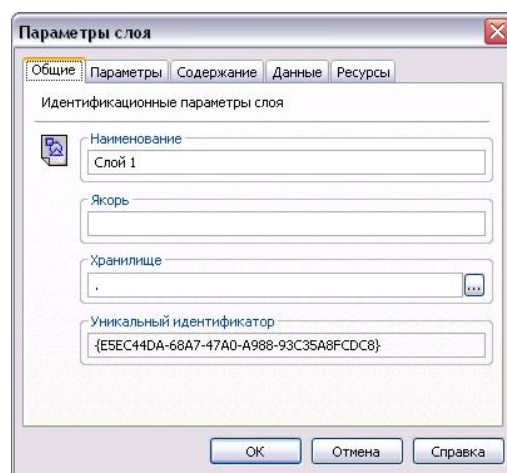 Параметры слоя
Общие Параметры Содержание Данные Ресурсы
Идентификационные параметры слоя
Наименование
Слой 1
Якорь
Хранилище
.
...
Уникальный идентификатор
{E5EC44DA-68A7-47A0-A988-93C35A8FCDC8}
ОК Отмена Справка